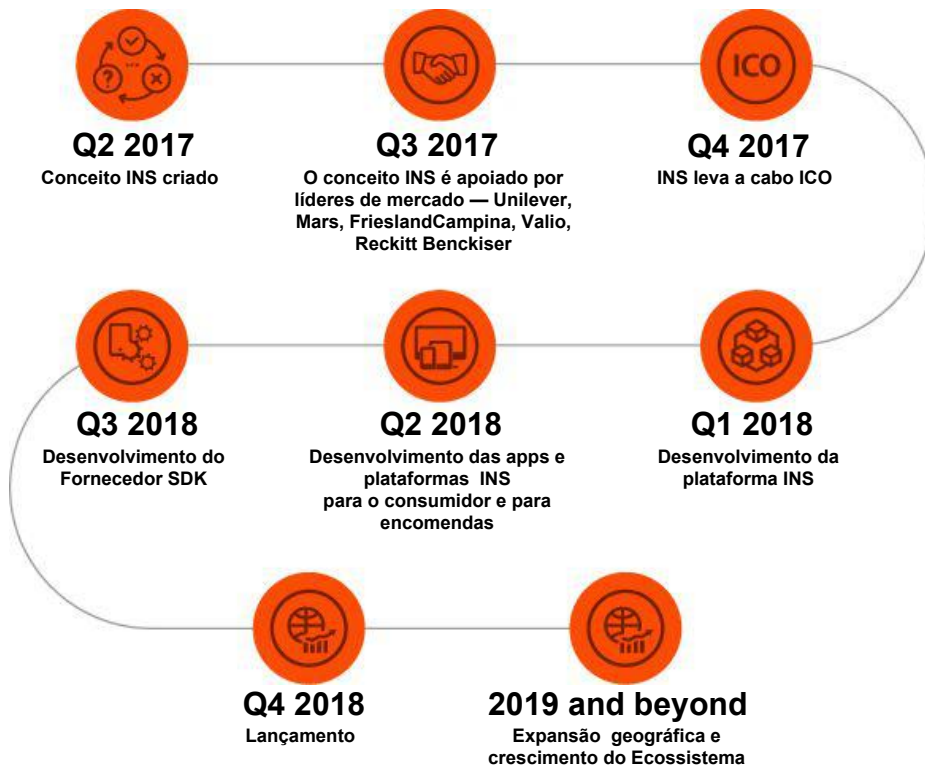 ICO
Q2 2017
Conceito INS criado
Q3 2017
O conceito INS é apoiado por
líderes de mercado — Unilever,
Mars, FrieslandCampina, Valio,
Reckitt Benckiser
Q4 2017
INS leva a cabo ICO
Q1 2018
Desenvolvimento da
plataforma INS
Q2 2018
Desenvolvimento das apps e
plataformas INS
para o consumidor e para
encomendas
Q3 2018
Desenvolvimento do
Fornecedor SDK
Q4 2018
Lançamento
2019 and beyond
Expansão geográfica e
crescimento do Ecossistema